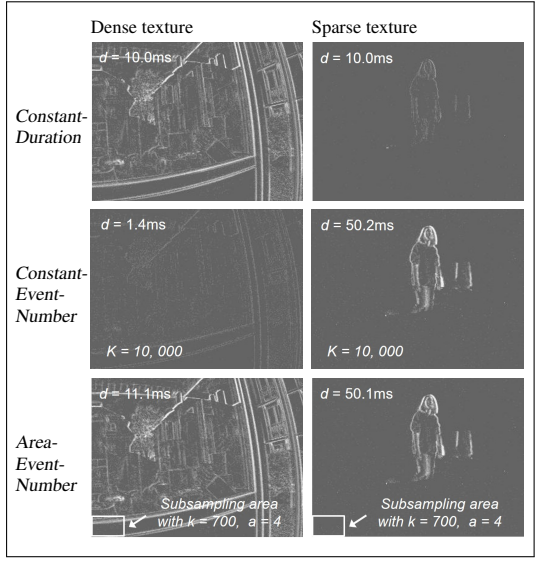 Dense texture
Sparse texture
Constant-
Duration
d = 10.0ms
d = 10.0ms
Constant-
Event-
Number
d = 1.4ms
K = 10, 000
d = 50.2ms
K = 10, 000
Area-
Event-
Number
d = 11.1ms
Subsampling area
with k = 700, a = 4
d = 50.1ms
Subsampling area
with k = 700, a = 4